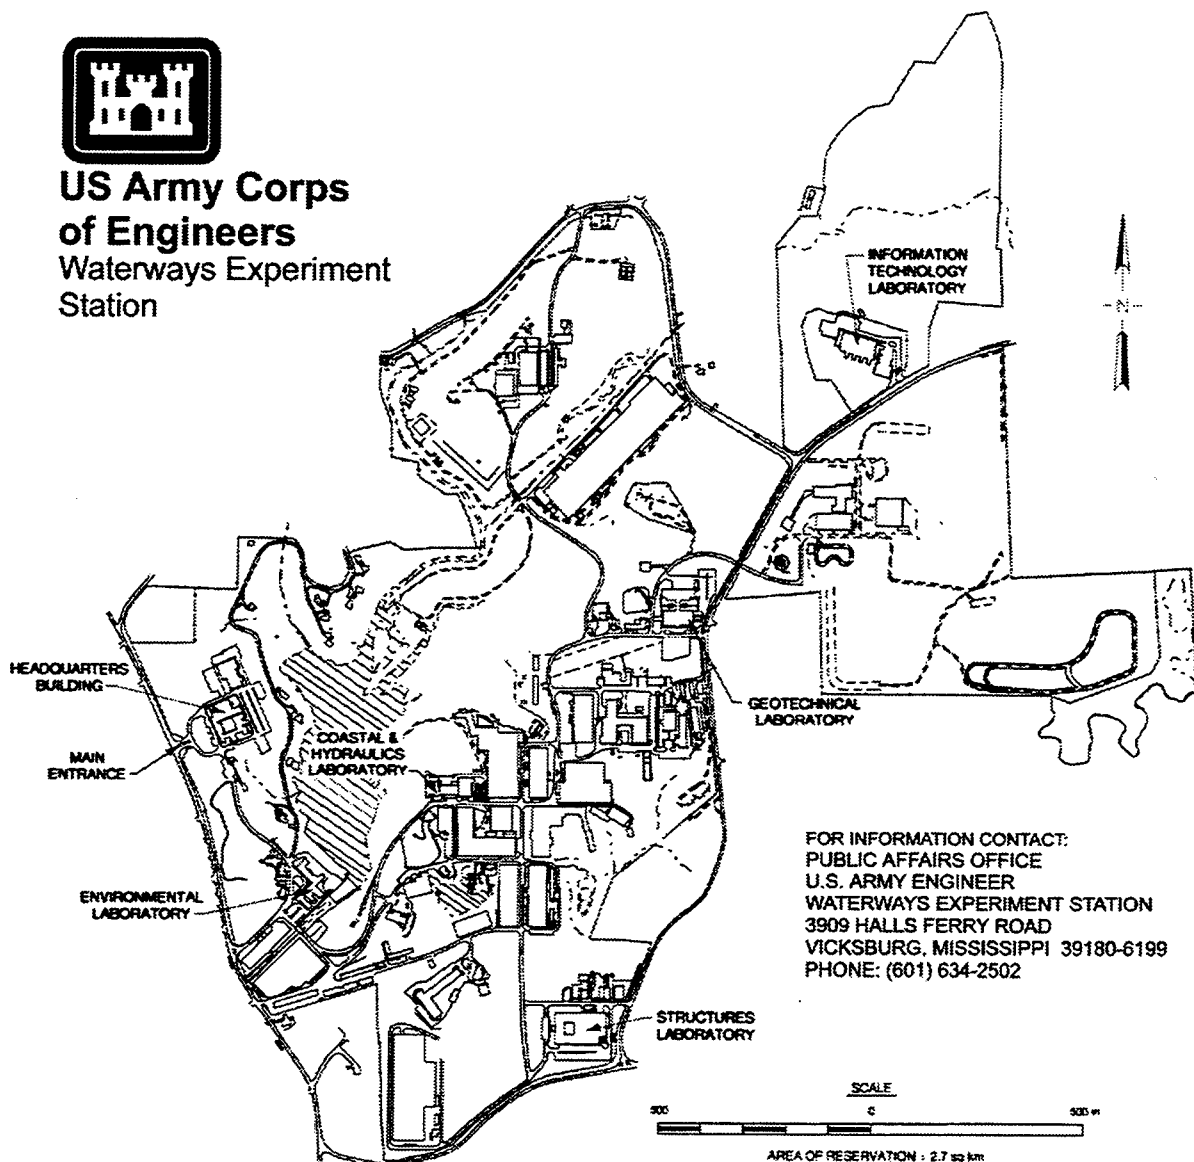 US Army Corps
of Engineers
Waterways Experiment
Station
INFORMATION
TECHNOLOGY
LABORATORY
N
HEADQUARTERS
BUILDING
MAIN
ENTRANCE
COASTAL &
HYDRAULICS
LABORATORY
GEOTECHNICAL
LABORATORY
ENVIRONMENTAL
LABORATORY
STRUCTURES
LABORATORY
FOR INFORMATION CONTACT:
PUBLIC AFFAIRS OFFICE
U.S. ARMY ENGINEER
WATERWAYS EXPERIMENT STATION
3909 HALLS FERRY ROAD
VICKSBURG, MISSISSIPPI 39180-6199
PHONE: (601) 634-2502
SCALE
500 0 500 m
AREA OF RESERVATION : 2.7 sq km